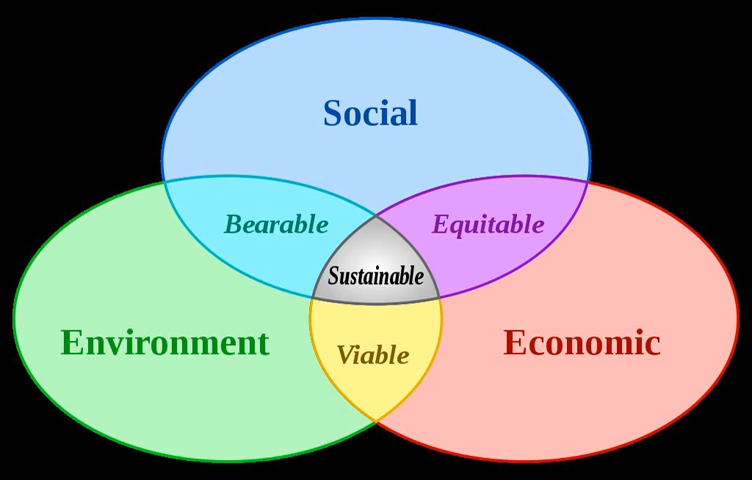 Social
Bearable
Equitable
Sustainable
Environment
Viable
Economic